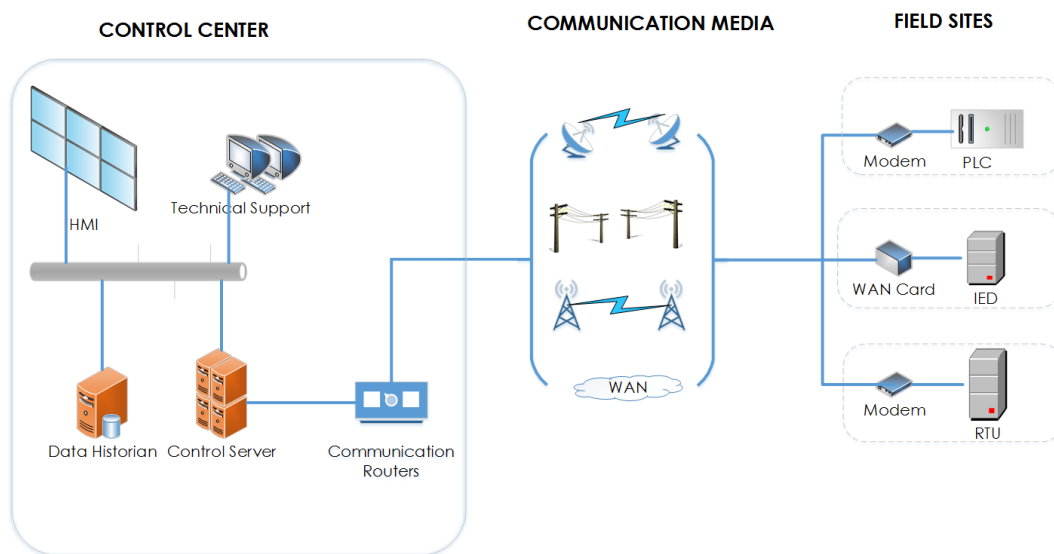 CONTROL CENTER
COMMUNICATION MEDIA
FIELD SITES
HMI
Technical Support
Data Historian
Control Server
Communication
Routers
WAN
Modem
PLC
WAN Card
IED
Modem
RTU